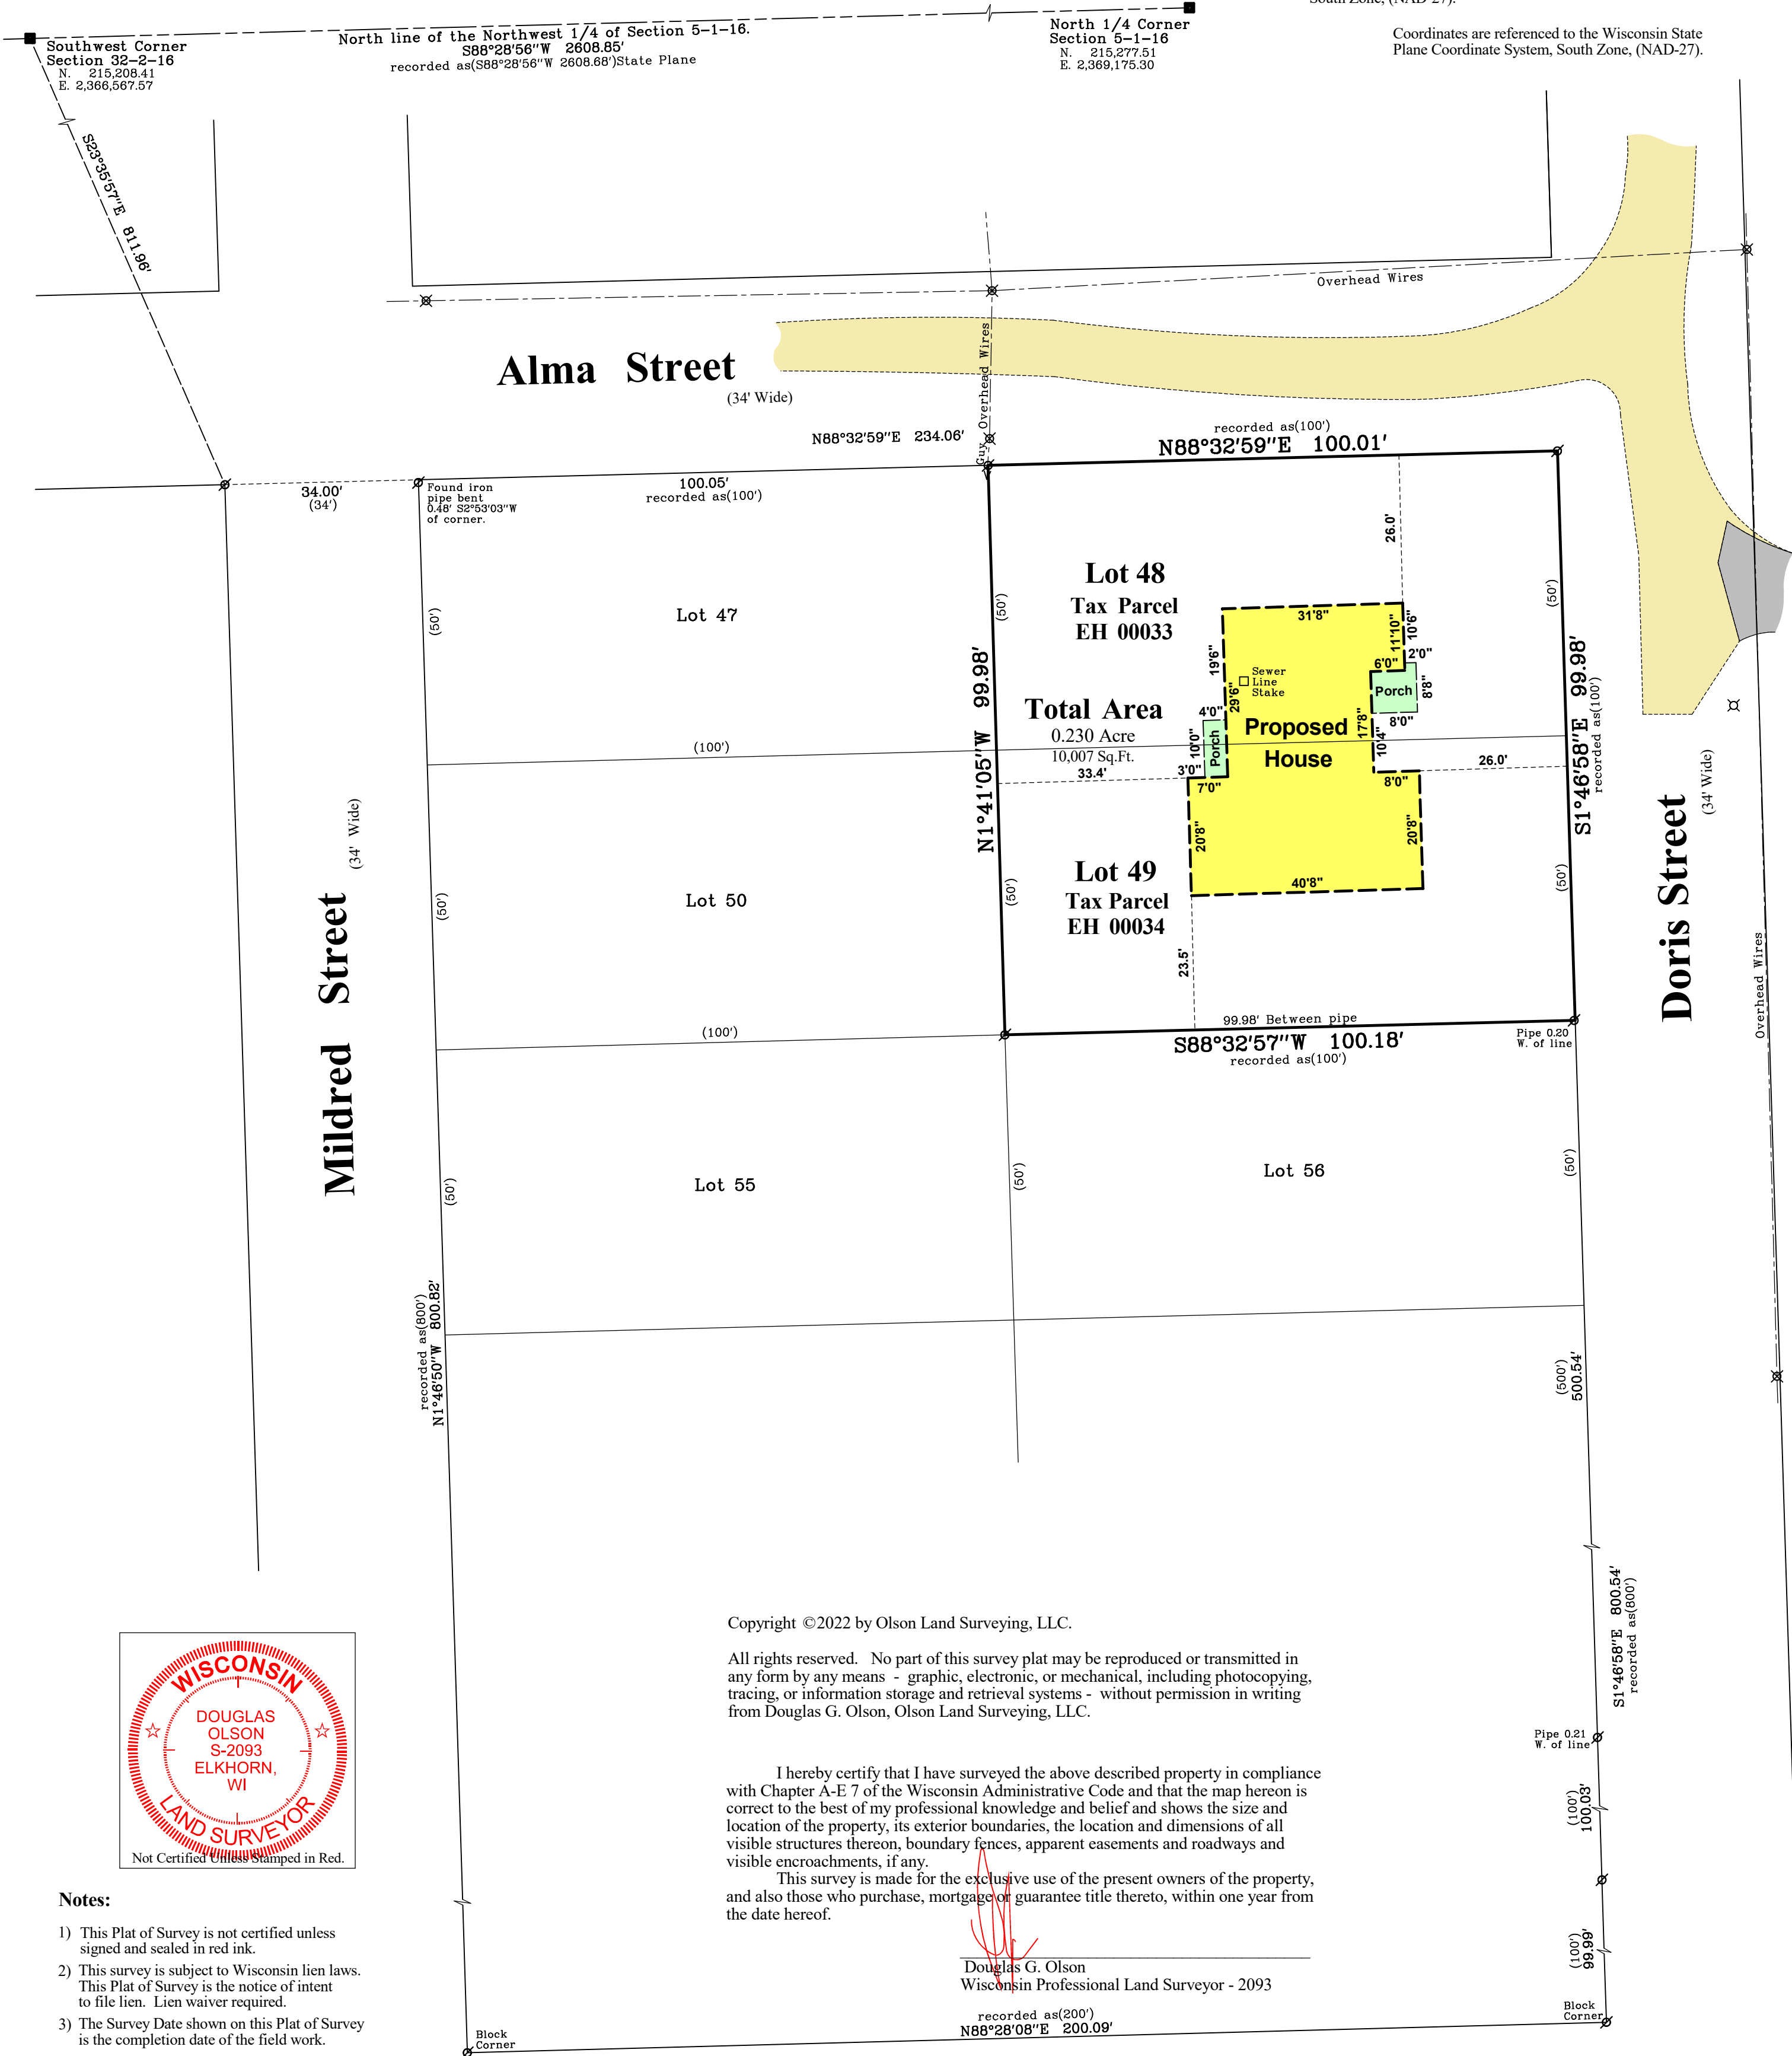 South Zone, (NAD-27).
Coordinates are referenced to the Wisconsin State
Plane Coordinate System, South Zone, (NAD-27).
Southwest Corner
Section 32-2-16
N. 215,208.41
E. 2,366,567.57
North line of the Northwest 1/4 of Section 5-1-16.
S88°28'56"W 2608.85'
recorded as(S88°28'56"W 2608.68')State Plane
North 1/4 Corner
Section 5-1-16
N. 215,277.51
E. 2,369,175.30
S23°35'57"E 811.96'
Overhead Wires
Alma Street
(34' Wide)
Guy Overhead Wires
N88°32'59"E 234.06'
recorded as(100')
N88°32'59"E 100.01'
34.00'
(34')
Found iron
pipe bent
0.48' S2°53'03"W
of corner.
100.05'
recorded as(100')
26.0'
Lot 48
Tax Parcel
EH 00033
(50')
Lot 47
(50')
(50')
31'8"
11'10"
10'6"
19'6"
29'6"
Sewer
Line
Stake
6'0"
2'0"
Porch
8'8"
8'0"
4'0"
10'0"
Porch
Proposed
House
17'8"
10'4"
N1°41'05"W 99.98'
Total Area
0.230 Acre
10,007 Sq.Ft.
33.4'
3'0"
7'0"
8'0"
26.0'
S1°46'58"E 99.98'
recorded as(100')
(100')
20'8"
20'8"
40'8"
Lot 49
Tax Parcel
EH 00034
(50')
(50')
Lot 50
(50')
23.5'
Mildred Street
(34' Wide)
Doris Street
(34' Wide)
Overhead Wires
99.98' Between pipe
S88°32'57"W 100.18'
recorded as(100')
Pipe 0.20
W. of line
(100')
Lot 55
(50')
Lot 56
(50')
(50')
recorded as(800')
N1°46'50"W 800.82'
(500')
500.54'
S1°46'58"E 800.54'
recorded as(800')
Copyright ©2022 by Olson Land Surveying, LLC.
All rights reserved. No part of this survey plat may be reproduced or transmitted in
any form by any means - graphic, electronic, or mechanical, including photocopying,
tracing, or information storage and retrieval systems - without permission in writing
from Douglas G. Olson, Olson Land Surveying, LLC.
Pipe 0.21
W. of line
(100')
100.03'
(100')
99.99'
I hereby certify that I have surveyed the above described property in compliance
with Chapter A-E 7 of the Wisconsin Administrative Code and that the map hereon is
correct to the best of my professional knowledge and belief and shows the size and
location of the property, its exterior boundaries, the location and dimensions of all
visible structures thereon, boundary fences, apparent easements and roadways and
visible encroachments, if any.
This survey is made for the exclusive use of the present owners of the property,
and also those who purchase, mortgage or guarantee title thereto, within one year from
the date hereof.
Douglas G. Olson
Wisconsin Professional Land Surveyor - 2093
recorded as(200')
N88°28'08"E 200.09'
Block
Corner
Block
Corner
WISCONSIN
DOUGLAS
OLSON
S-2093
ELKHORN,
WI
LAND SURVEYOR
Not Certified Unless Stamped in Red.
Notes:
1) This Plat of Survey is not certified unless
signed and sealed in red ink.
2) This survey is subject to Wisconsin lien laws.
This Plat of Survey is the notice of intent
to file lien. Lien waiver required.
3) The Survey Date shown on this Plat of Survey
is the completion date of the field work.